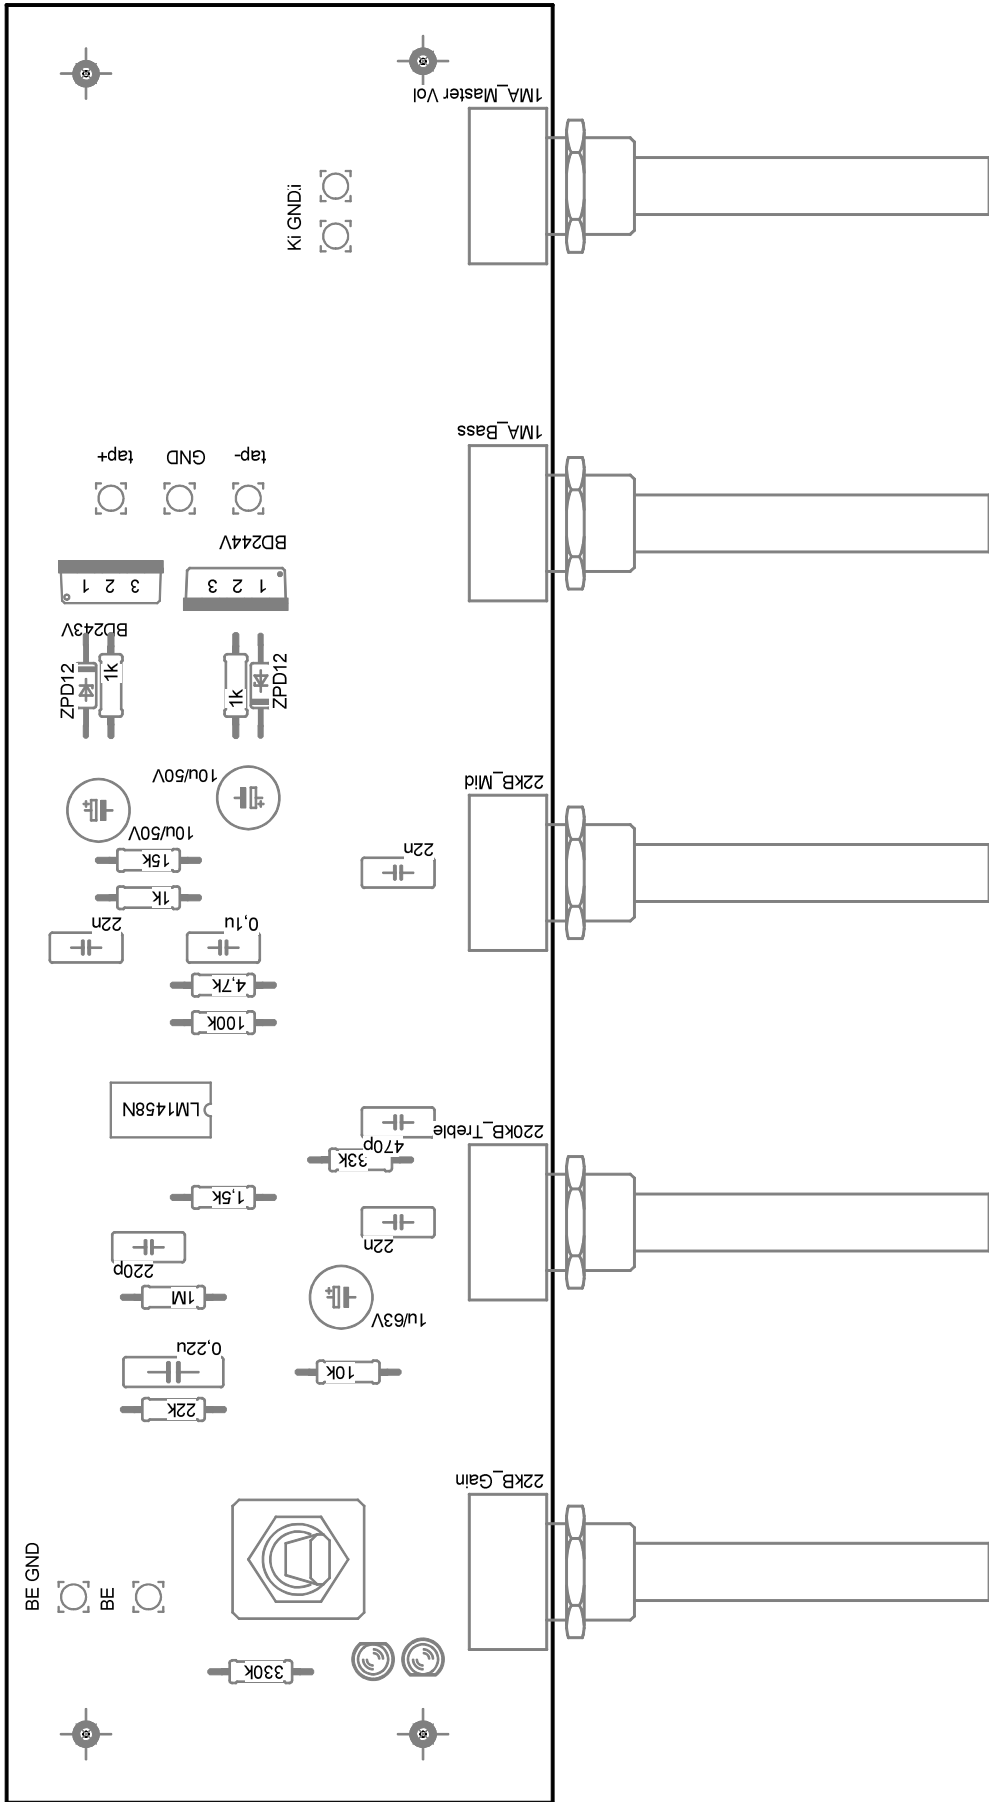 1MA_Master Vol
Ki GND:i
1MA_Bass
tap+
GND
tap-
BD244V
1 2 3
3 2 1
BD243V
ZPD12
1k
1k
ZPD12
22kB_Mid
10u/50V
10u/50V
15k
22n
1k
22n
0,1u
4,7k
100k
LM1458N
220kB_Treble
470p
33k
1,5k
22n
220p
1M
1u/63V
0,22u
10k
22k
22kB_Gain
BE GND
BE
330k